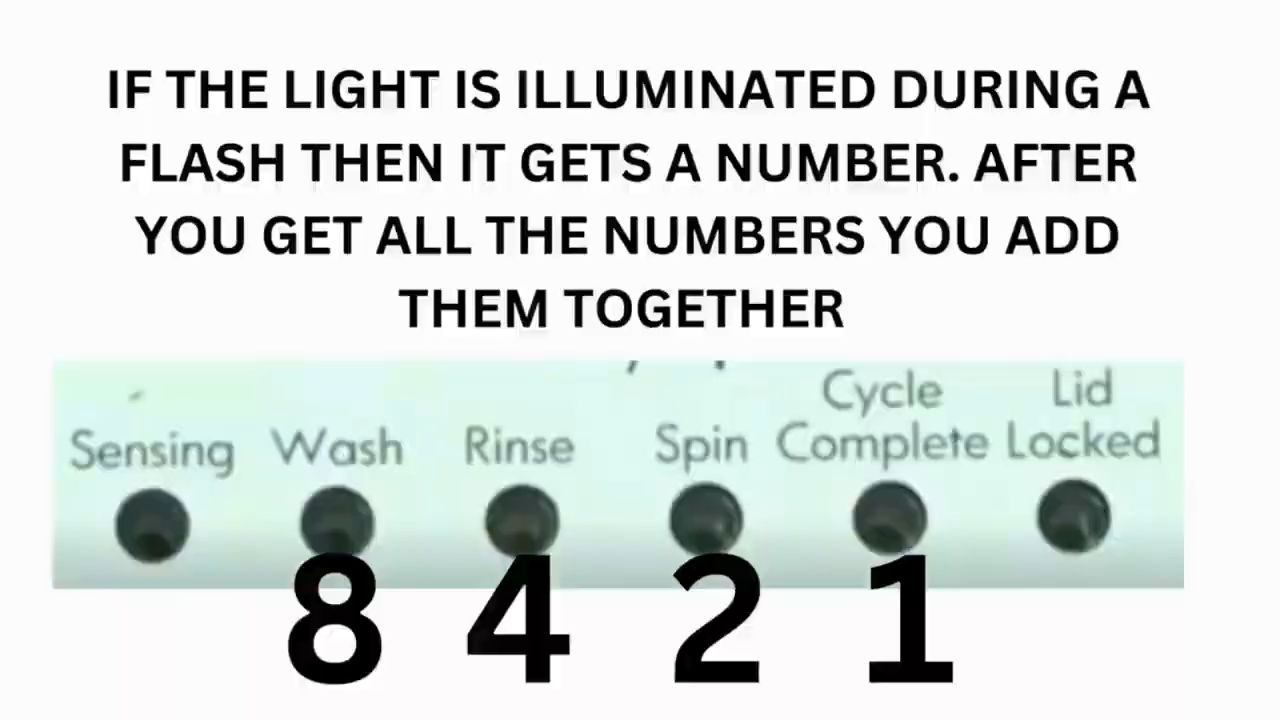 IF THE LIGHT IS ILLUMINATED DURING A
FLASH THEN IT GETS A NUMBER. AFTER
YOU GET ALL THE NUMBERS YOU ADD
THEM TOGETHER
Cycle Lid
Sensing Wash Rinse Spin Complete Locked
8 4 2 1